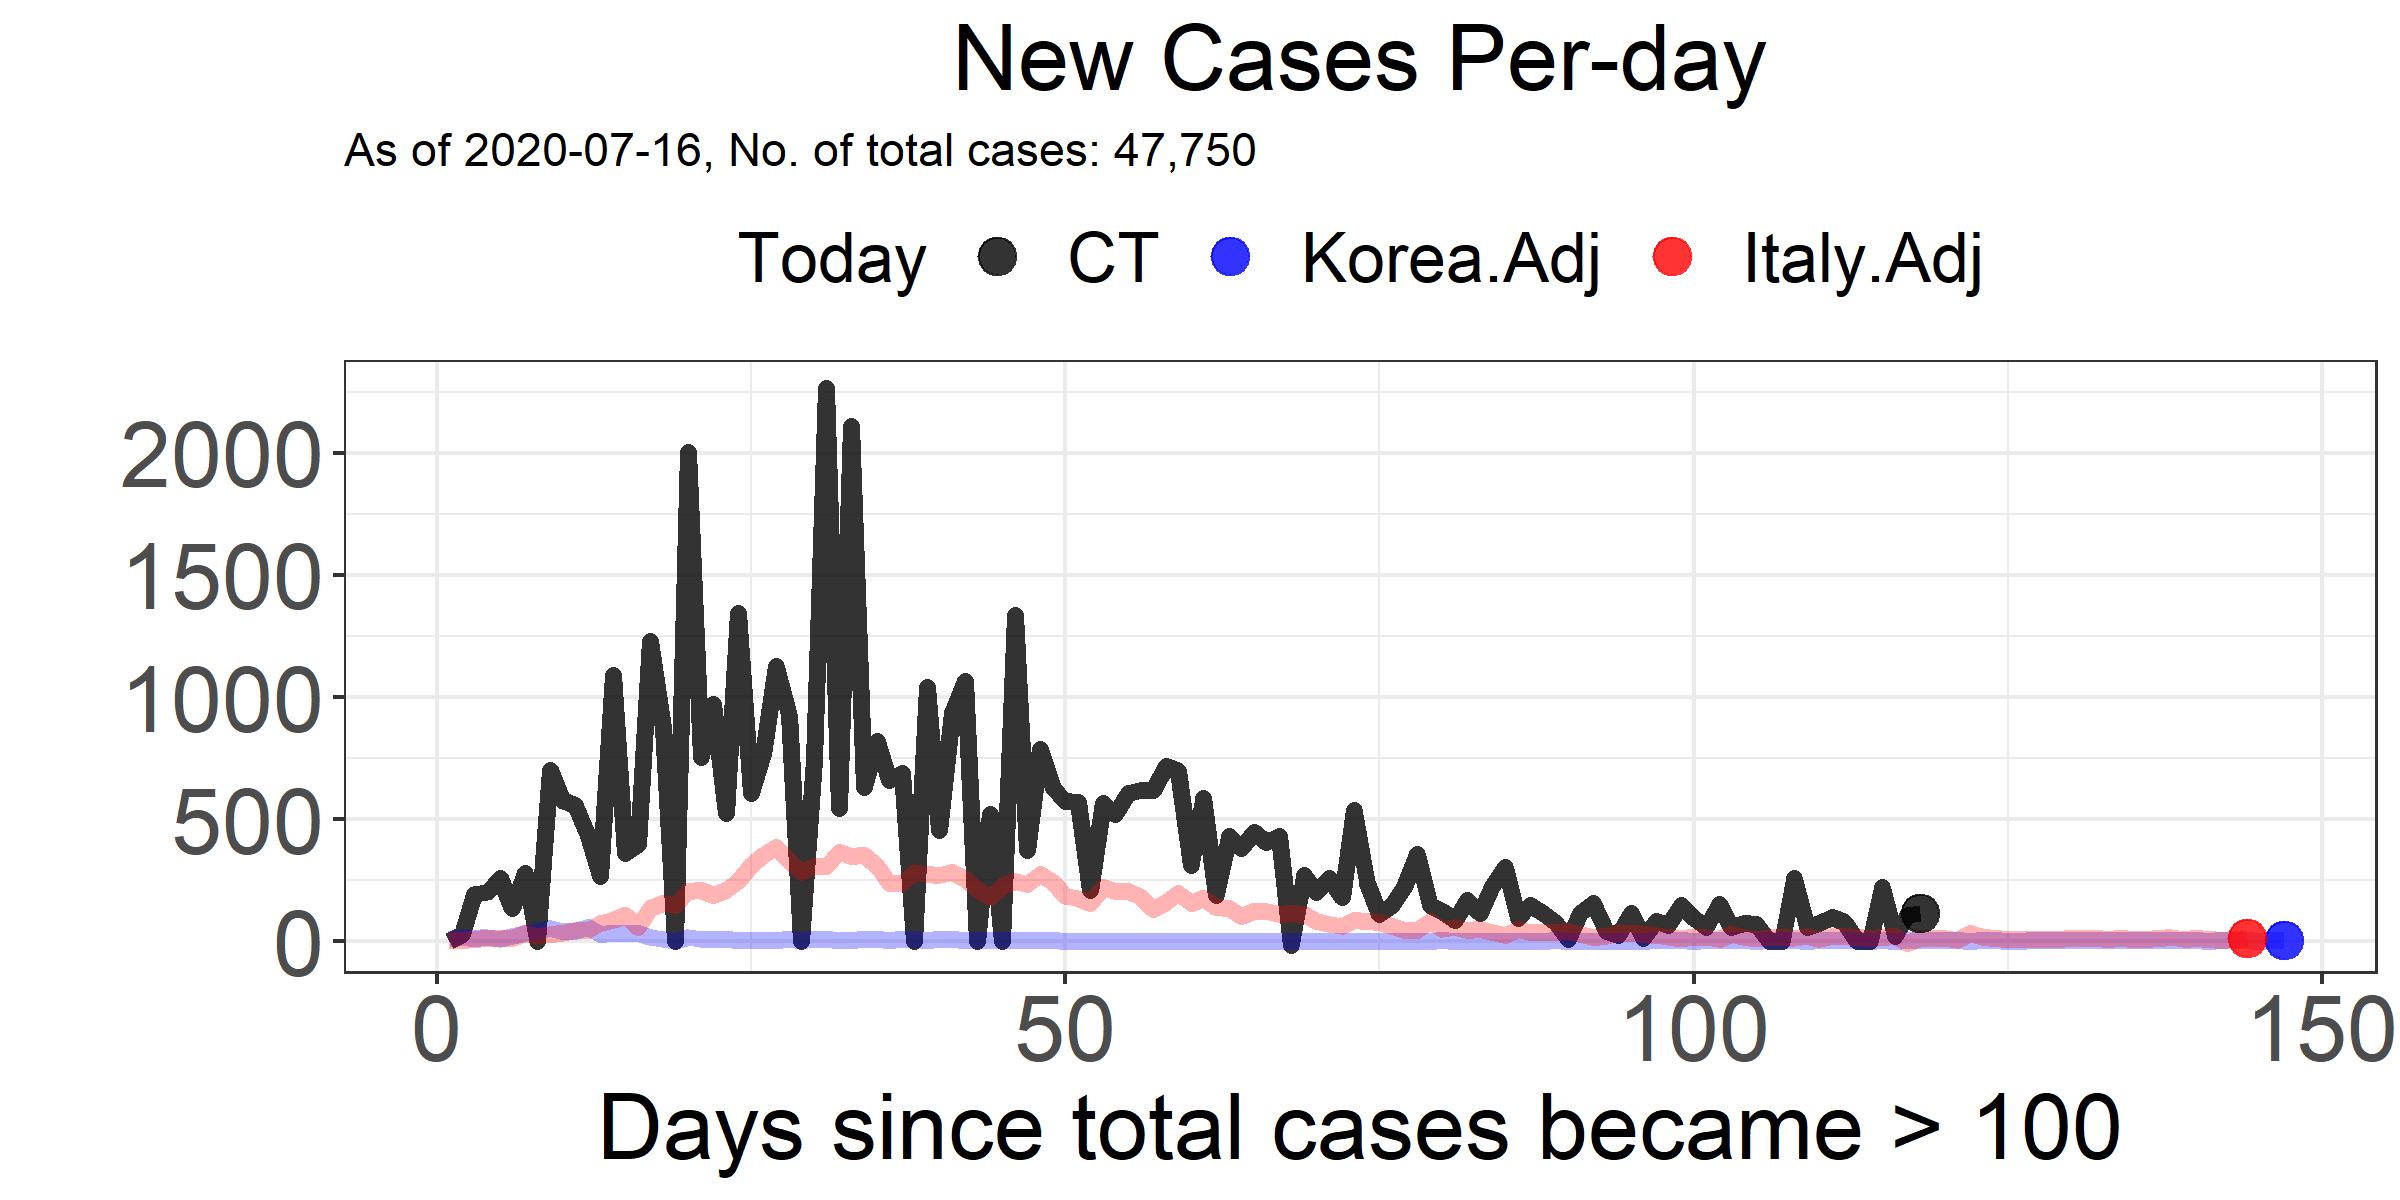 New Cases Per-day
As of 2020-07-16, No. of total cases: 47,750
Today CT Korea.Adj Italy.Adj
2000
1500
1000
500
0
0 50 100 150
Days since total cases became > 100